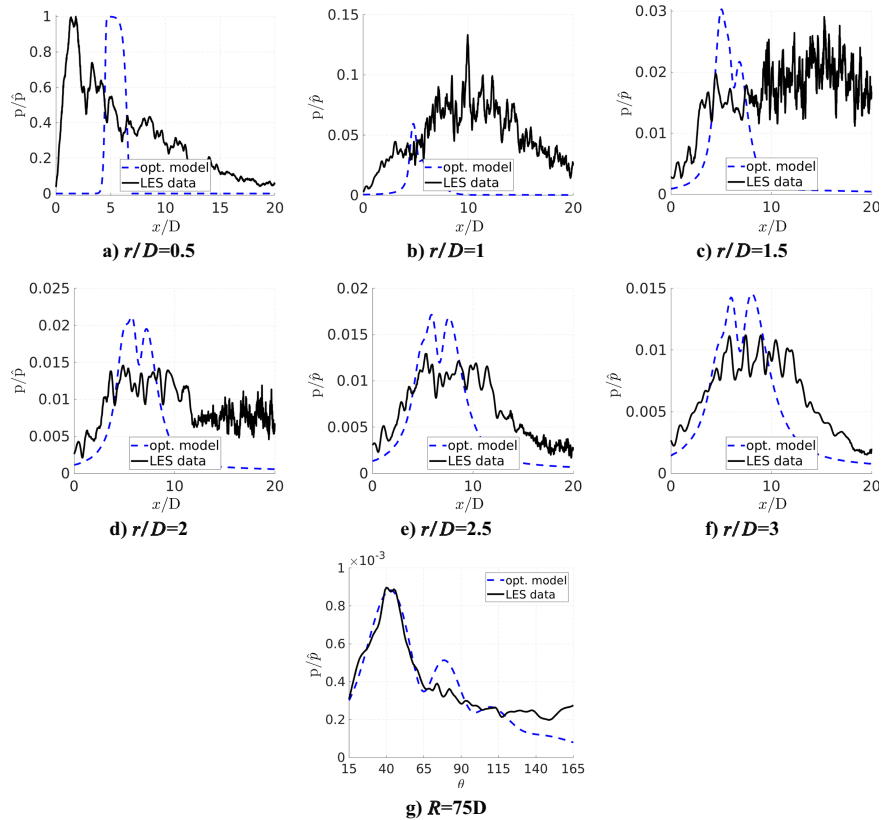 1
0.8
0.6
0.4
0.2
0
p/p̂
0 5 10 15 20
x/D
opt. model
LES data
a) r/D=0.5
0.15
0.1
0.05
0
p/p̂
0 10 20
x/D
opt. model
LES data
b) r/D=1
0.03
0.02
0.01
0
p/p̂
0 10 20
x/D
opt. model
LES data
c) r/D=1.5
0.025
0.02
0.015
0.01
0.005
0
p/p̂
0 10 20
x/D
opt. model
LES data
d) r/D=2
0.02
0.015
0.01
0.005
0
p/p̂
0 10 20
x/D
opt. model
LES data
e) r/D=2.5
0.015
0.01
0.005
0
p/p̂
0 10 20
x/D
opt. model
LES data
f) r/D=3
×10⁻³
1
0.8
0.6
0.4
0.2
0
p/p̂
15 40 65 90 115 140 165
θ
opt. model
LES data
g) R=75D